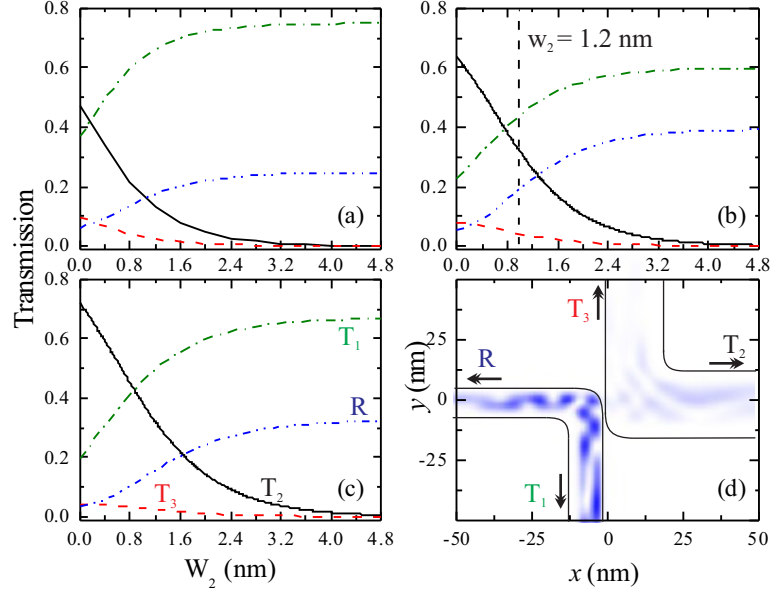 Transmission
0.8
0.6
0.4
0.2
0.0
(a)
0.0 0.8 1.6 2.4 3.2 4.0 4.8
0.8
0.6
0.4
0.2
0.0
w₂ = 1.2 nm
(b)
0.0 0.8 1.6 2.4 3.2 4.0 4.8
0.8
0.6
0.4
0.2
0.0
T₁
R
T₃
T₂
(c)
0.0 0.8 1.6 2.4 3.2 4.0 4.8
W₂ (nm)
y (nm)
25
0
-25
T₃
T₂
R
T₁
(d)
-50 -25 0 25 50
x (nm)